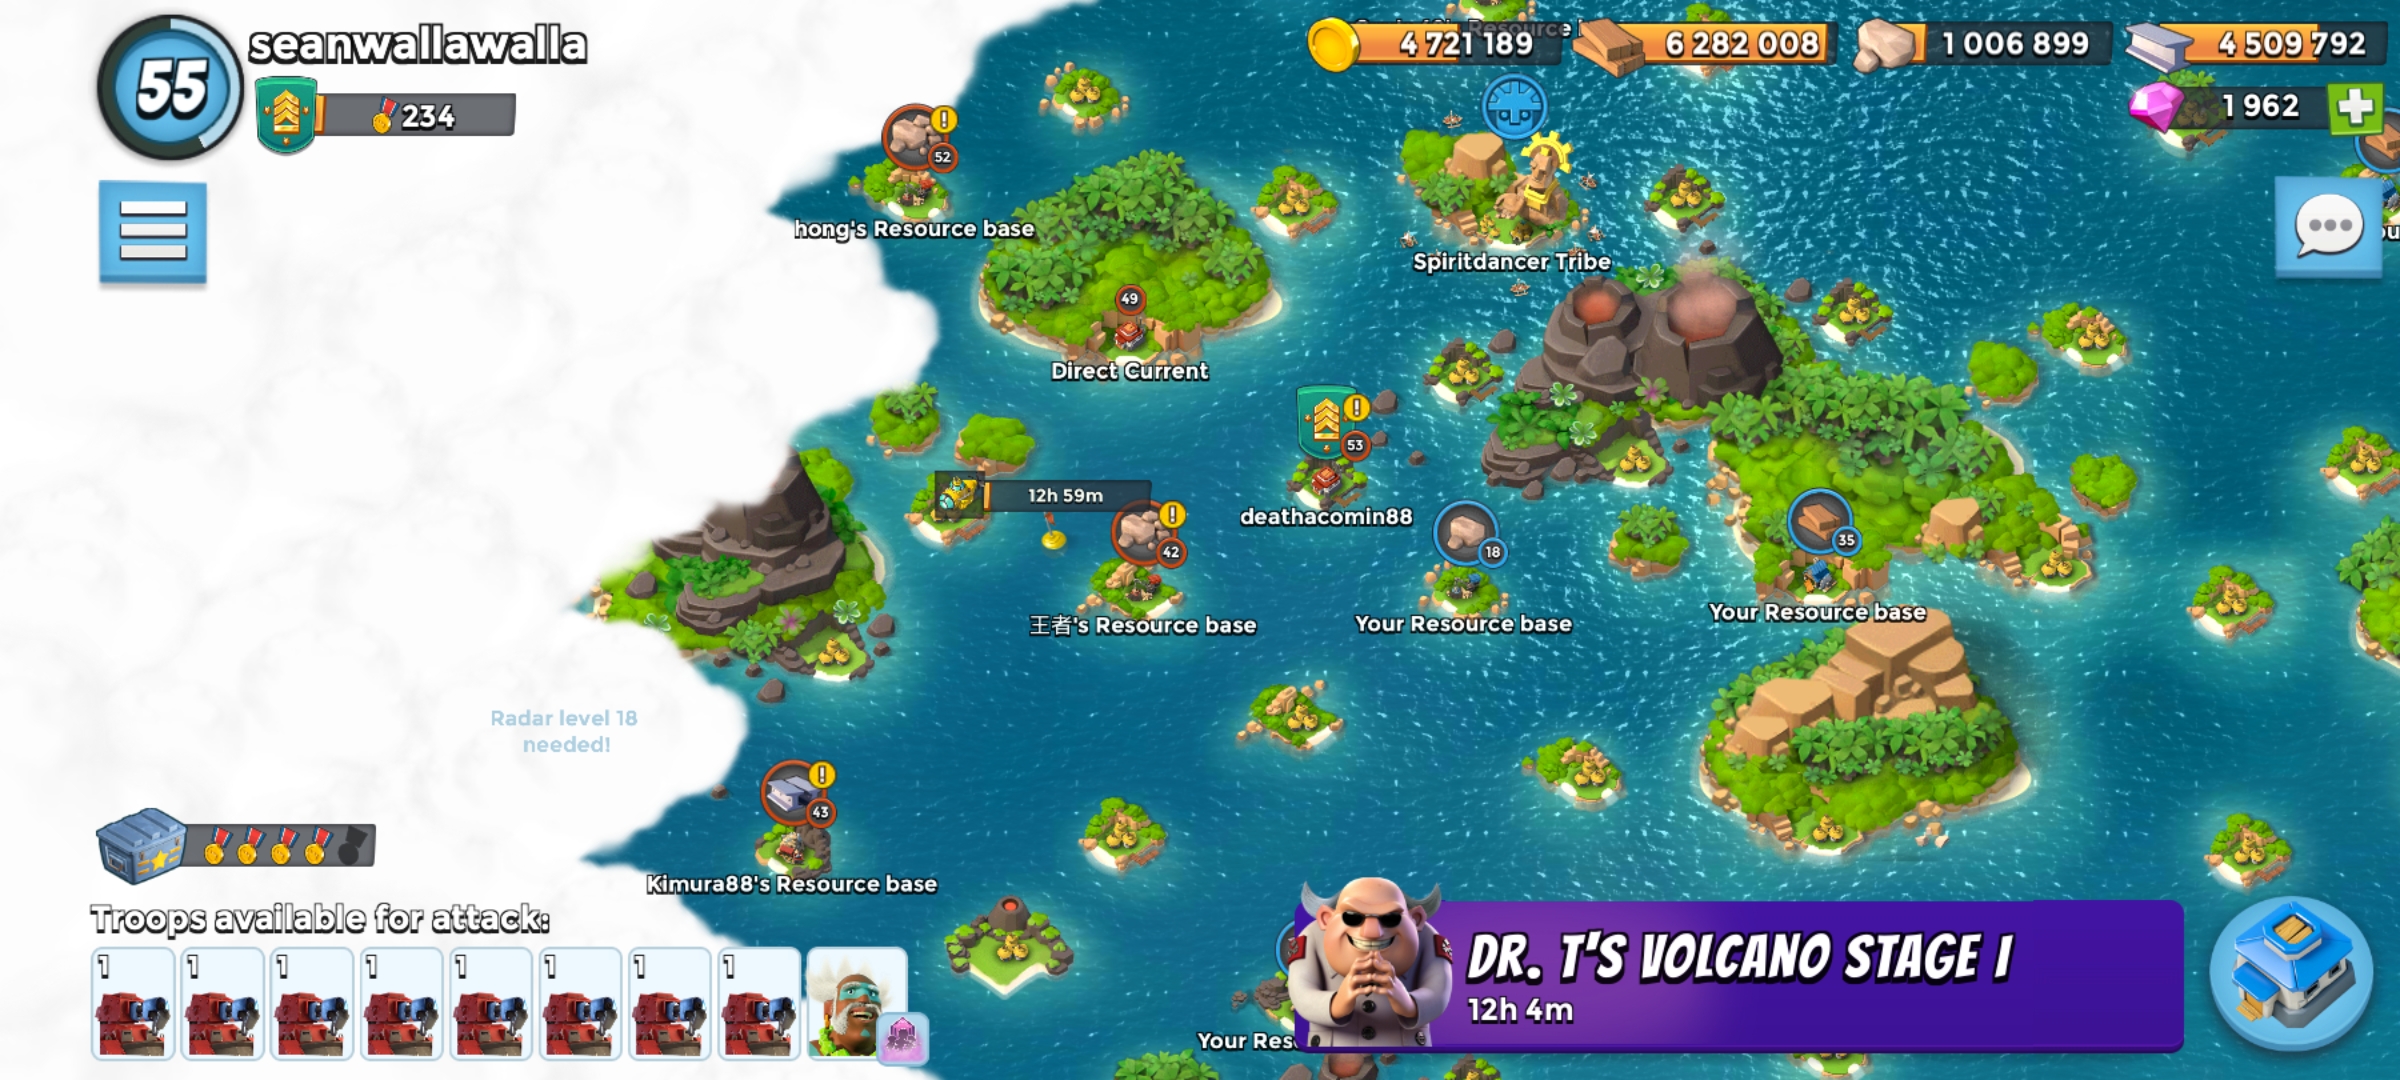 55
seanwallawalla
234
4 721 189
6 282 008
1 006 899
4 509 792
1 962
52
hong's Resource base
Spiritdancer Tribe
49
Direct Current
53
deathacomin88
12h 59m
42
王者's Resource base
18
Your Resource base
35
Your Resource base
Radar level 18
needed!
43
Kimura88's Resource base
Troops available for attack:
1 1 1 1 1 1 1 1
DR. T'S VOLCANO STAGE I
12h 4m
Your Res